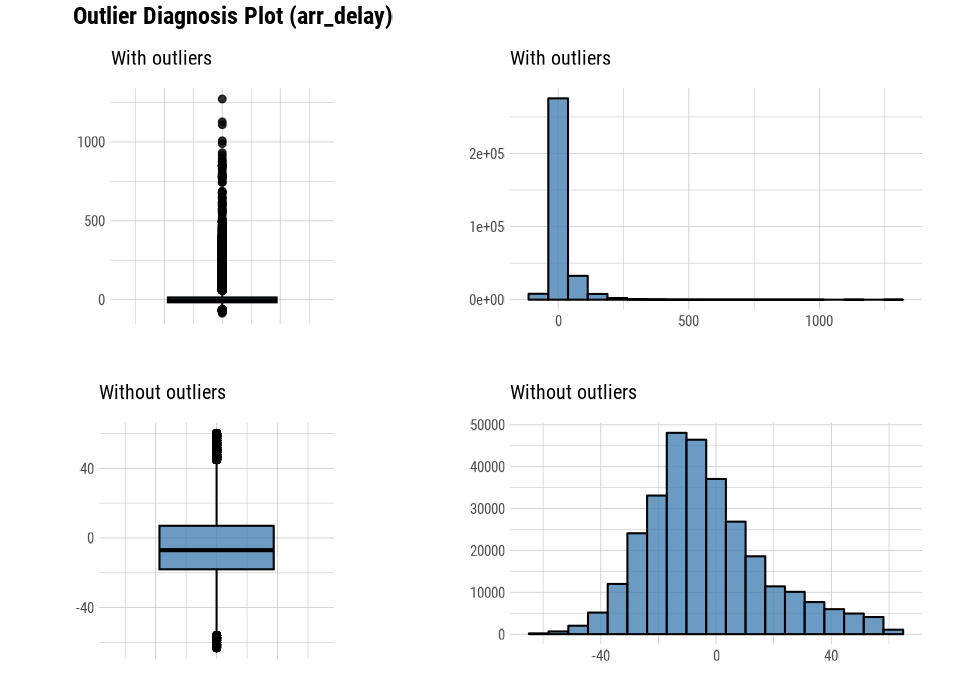 Outlier Diagnosis Plot (arr_delay)
With outliers
1000
500
0
With outliers
2e+05
1e+05
0e+00
0 500 1000
Without outliers
40
0
-40
Without outliers
50000
40000
30000
20000
10000
0
-40 0 40